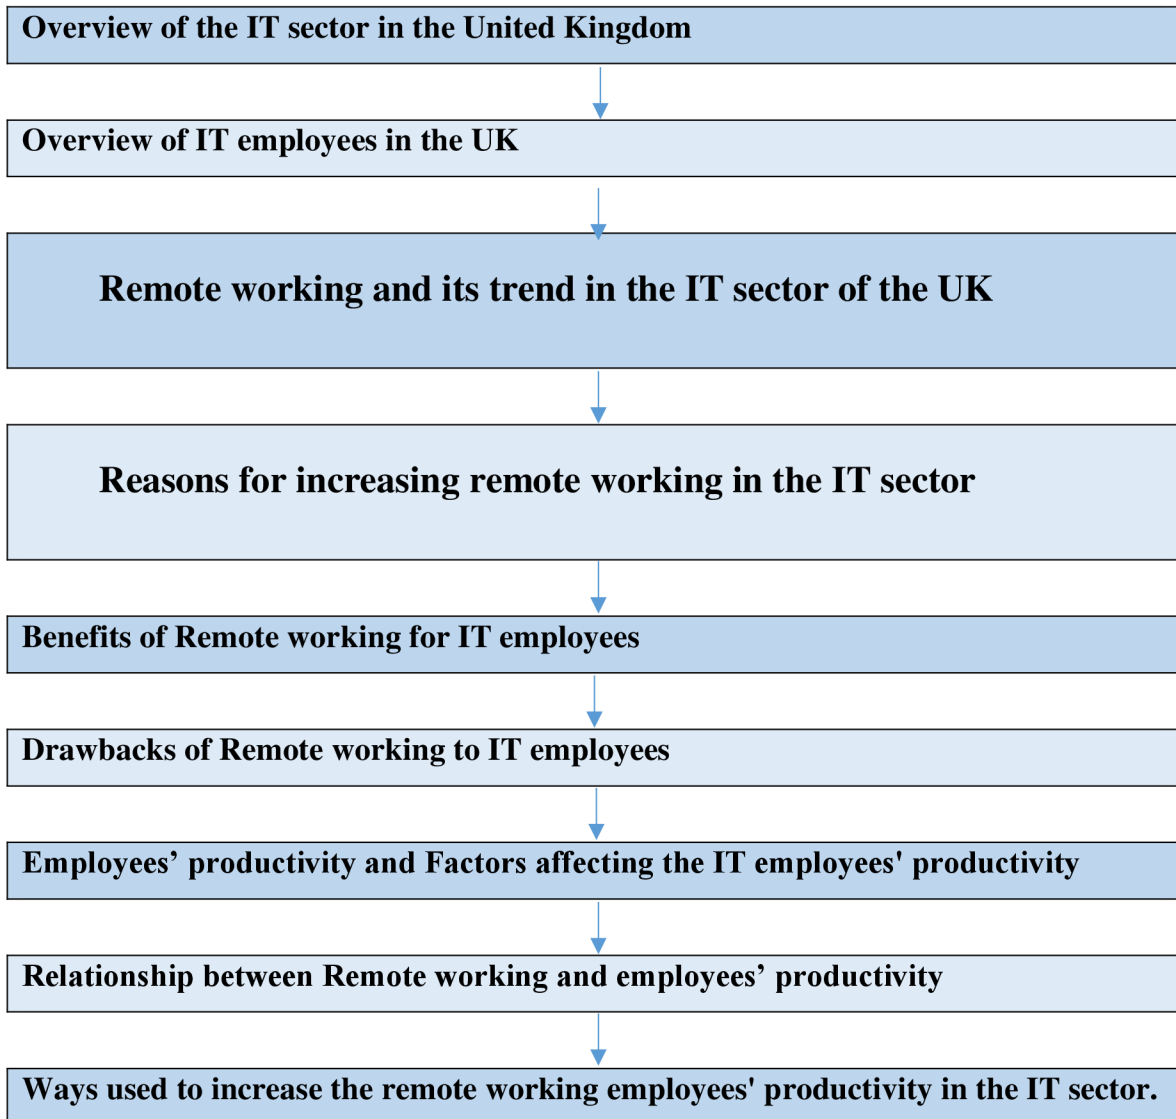 Overview of the IT sector in the United Kingdom
Overview of IT employees in the UK
Remote working and its trend in the IT sector of the UK
Reasons for increasing remote working in the IT sector
Benefits of Remote working for IT employees
Drawbacks of Remote working to IT employees
Employees’ productivity and Factors affecting the IT employees' productivity
Relationship between Remote working and employees’ productivity
Ways used to increase the remote working employees' productivity in the IT sector.